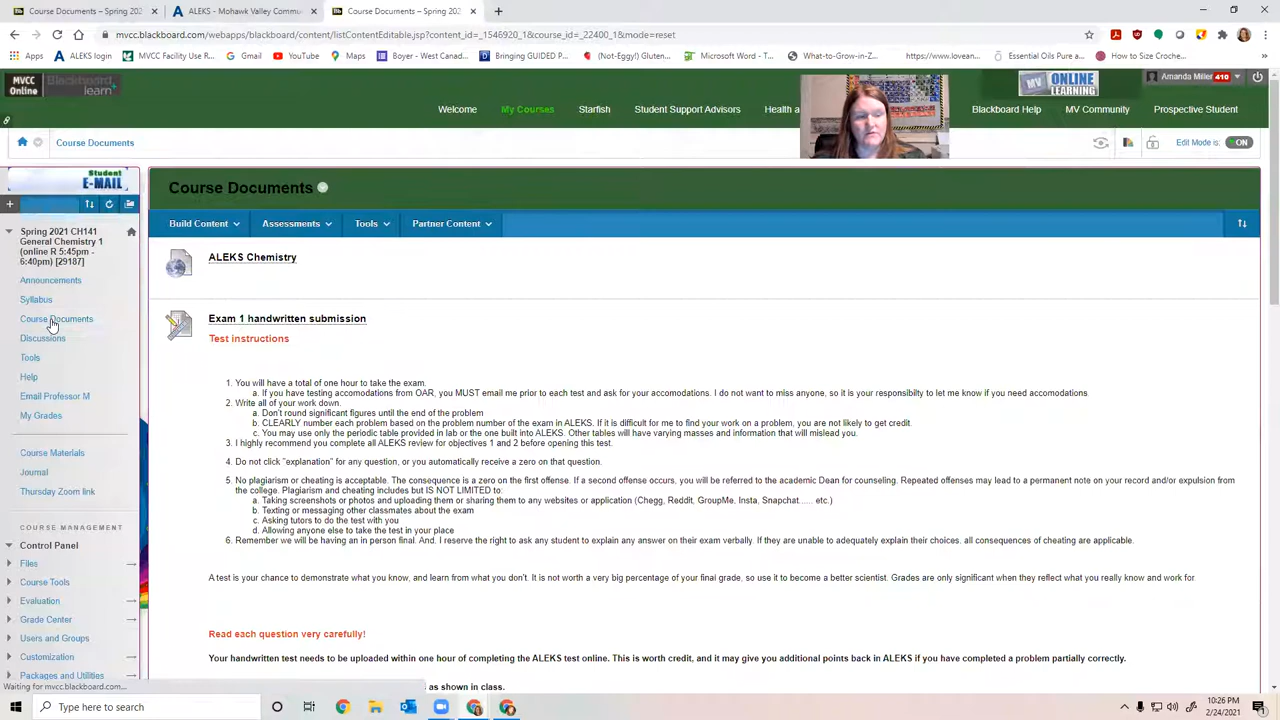 Course Documents – Spring 202
ALEKS - Mohawk Valley Commun
Course Documents – Spring 2021
mvcc.blackboard.com/webapps/blackboard/content/listContentEditable.jsp?content_id=_1546920_1&course_id=_22400_1&mode=reset
Apps
ALEKS login
MVCC Facility Use R...
Gmail
YouTube
Maps
Boyer - West Conte...
Bringing GUIDED P...
(Not-Eggy!) Gluten...
Microsoft Word - T...
What-to-Grow-in-Z...
Essential Oils Pure a...
How to Size Croche...
MVCC Online
Blackboard learn+
MV ONLINE LEARNING
Amanda Miller 410
Welcome
My Courses
Starfish
Student Support Advisors
Health a
Blackboard Help
MV Community
Prospective Student
Course Documents
Edit Mode is:
ON
Student E-MAIL
Spring 2021 CH141
General Chemistry 1
(online R 5:45pm -
6:40pm) [29187]
Announcements
Syllabus
Course Documents
Discussions
Tools
Help
Email Professor M
My Grades
Course Materials
Journal
Thursday Zoom link
COURSE MANAGEMENT
Control Panel
Files
Course Tools
Evaluation
Grade Center
Users and Groups
Customization
Packages and Utilities
Waiting for mvcc.blackboard.com...
Course Documents
Build Content
Assessments
Tools
Partner Content
ALEKS Chemistry
Exam 1 handwritten submission
Test instructions
1. You will have a total of one hour to take the exam.
a. If you have testing accomodations from OAR, you MUST email me prior to each test and ask for your accomodations. I do not want to miss anyone, so it is your responsibilty to let me know if you need accomodations.
2. Write all of your work down.
a. Don't round significant figures until the end of the problem
b. CLEARLY number each problem based on the problem number of the exam in ALEKS. If it is difficult for me to find your work on a problem, you are not likely to get credit.
c. You may use only the periodic table provided in lab or the one built into ALEKS. Other tables will have varying masses and information that will mislead you.
3. I highly recommend you complete all ALEKS review for objectives 1 and 2 before opening this test.
4. Do not click "explanation" for any question, or you automatically receive a zero on that question.
5. No plagiarism or cheating is acceptable. The consequence is a zero on the first offense. If a second offense occurs, you will be referred to the academic Dean for counseling. Repeated offenses may lead to a permanent note on your record and/or expulsion from
the college. Plagiarism and cheating includes but IS NOT LIMITED to:
a. Taking screenshots or photos and uploading them or sharing them to any websites or application (Chegg, Reddit, GroupMe, Insta, Snapchat...... etc.)
b. Texting or messaging other classmates about the exam
c. Asking tutors to do the test with you
d. Allowing anyone else to take the test in your place
6. Remember we will be having an in person final. And, I reserve the right to ask any student to explain any answer on their exam verbally. If they are unable to adequately explain their choices, all consequences of cheating are applicable.
A test is your chance to demonstrate what you know, and learn from what you don't. It is not worth a very big percentage of your final grade, so use it to become a better scientist. Grades are only significant when they reflect what you really know and work for
Read each question very carefully!
Your handwritten test needs to be uploaded within one hour of completing the ALEKS test online. This is worth credit, and it may give you additional points back in ALEKS if you have completed a problem partially correctly.
as shown in class.
Type here to search
10:26 PM
2/24/2021